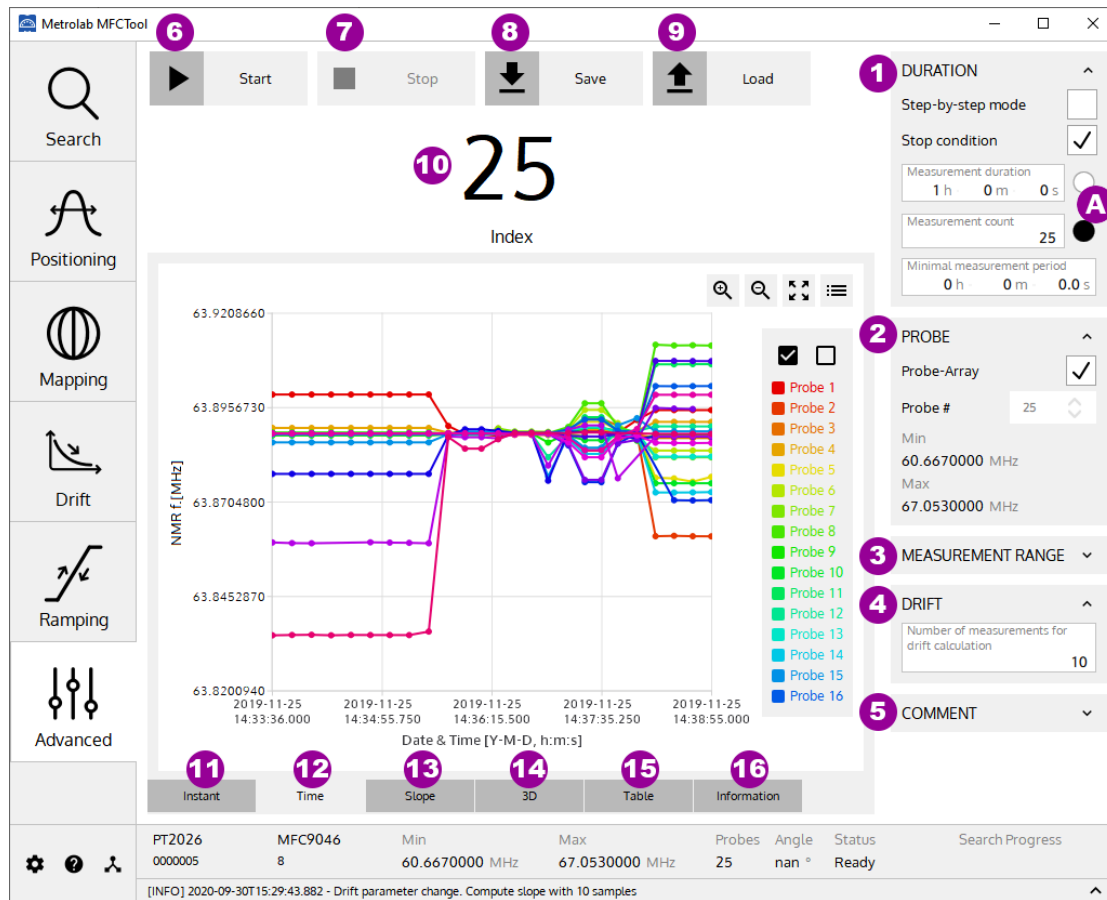 Metrolab MFCTool
6
7
8
9
Start
Stop
Save
Load
Search
Positioning
Mapping
Drift
Ramping
Advanced
10
25
Index
63.9208660
63.8956730
63.8704800
63.8452870
63.8200940
NMR f.[MHz]
2019-11-25
14:33:36.000
2019-11-25
14:34:55.750
2019-11-25
14:36:15.500
2019-11-25
14:37:35.250
2019-11-25
14:38:55.000
Date & Time [Y-M-D, h:m:s]
Probe 1
Probe 2
Probe 3
Probe 4
Probe 5
Probe 6
Probe 7
Probe 8
Probe 9
Probe 10
Probe 11
Probe 12
Probe 13
Probe 14
Probe 15
Probe 16
11
12
13
14
15
16
Instant
Time
Slope
3D
Table
Information
1
DURATION
Step-by-step mode
Stop condition
Measurement duration
1 h 0 m 0 s
A
Measurement count
25
Minimal measurement period
0 h 0 m 0.0 s
2
PROBE
Probe-Array
Probe # 25
Min
60.6670000 MHz
Max
67.0530000 MHz
3
MEASUREMENT RANGE
4
DRIFT
Number of measurements for
drift calculation
10
5
COMMENT
PT2026 MFC9046 Min Max Probes Angle Status Search Progress
0000005 8 60.6670000 MHz 67.0530000 MHz 25 nan ° Ready
[INFO] 2020-09-30T15:29:43.882 - Drift parameter change. Compute slope with 10 samples